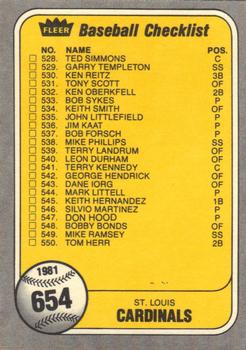 FLEER Baseball Checklist
NO. NAME POS.
528. TED SIMMONS C
529. GARRY TEMPLETON SS
530. KEN REITZ 3B
531. TONY SCOTT OF
532. KEN OBERKFELL 2B
533. BOB SYKES P
534. KEITH SMITH OF
535. JOHN LITTLEFIELD P
536. JIM KAAT P
537. BOB FORSCH P
538. MIKE PHILLIPS SS
539. TERRY LANDRUM OF
540. LEON DURHAM OF
541. TERRY KENNEDY C
542. GEORGE HENDRICK OF
543. DANE IORG OF
544. MARK LITTELL P
545. KEITH HERNANDEZ 1B
546. SILVIO MARTINEZ P
547. DON HOOD P
548. BOBBY BONDS OF
549. MIKE RAMSEY SS
550. TOM HERR 2B
1981
654
ST. LOUIS
CARDINALS